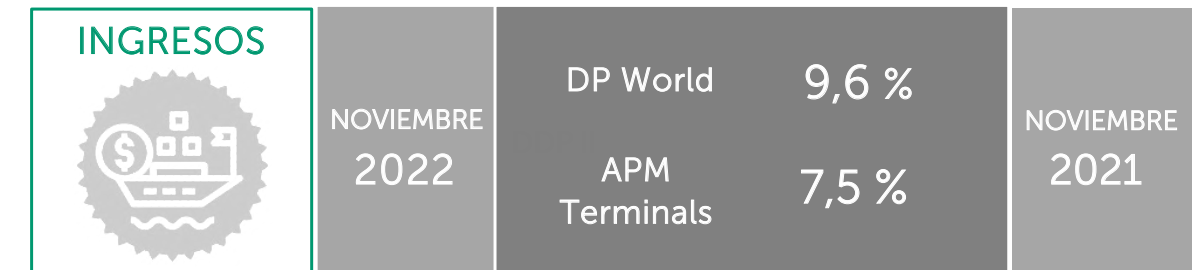 INGRESOS
NOVIEMBRE
2022
DP World 9,6 %
APM
Terminals 7,5 %
NOVIEMBRE
2021